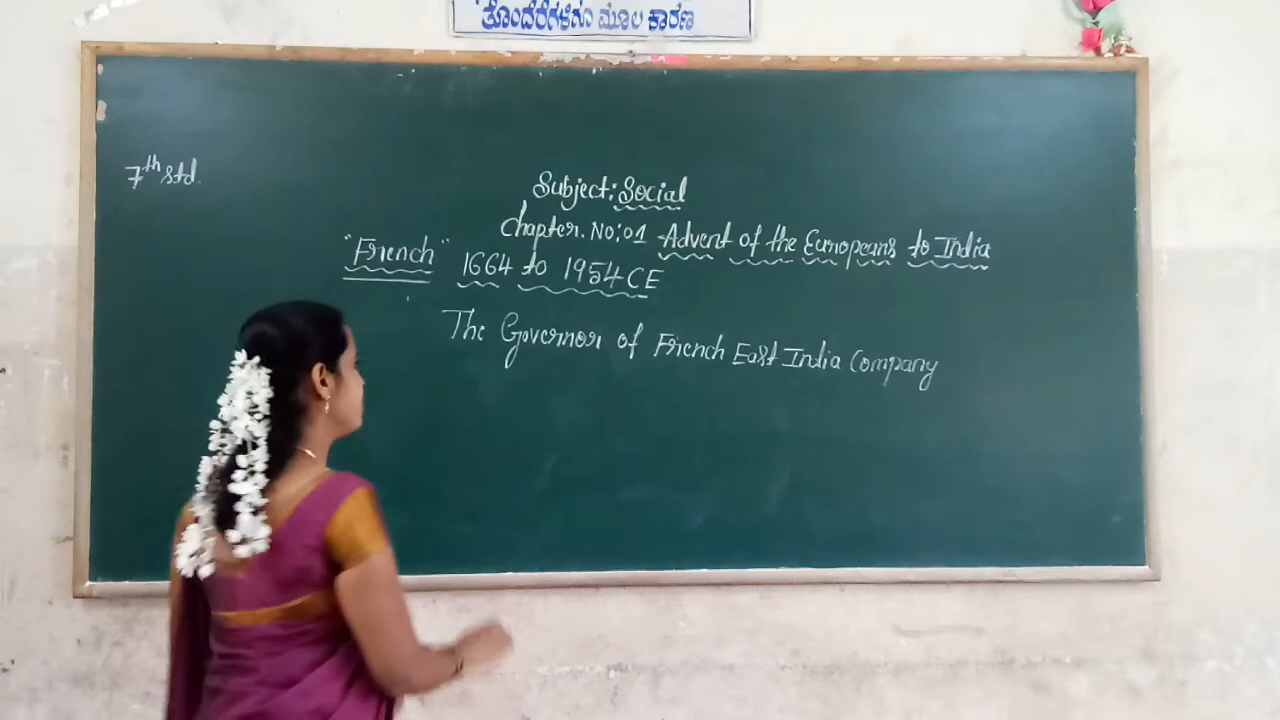 ತೊಂದರೆಗಳಿಗೂ ಮೂಲ ಕಾರಣ
7th std.
Subject: Social
Chapter. No: 01 Advent of the Europeans to India
"French" 1664 to 1954 CE
The Governor of French East India Company